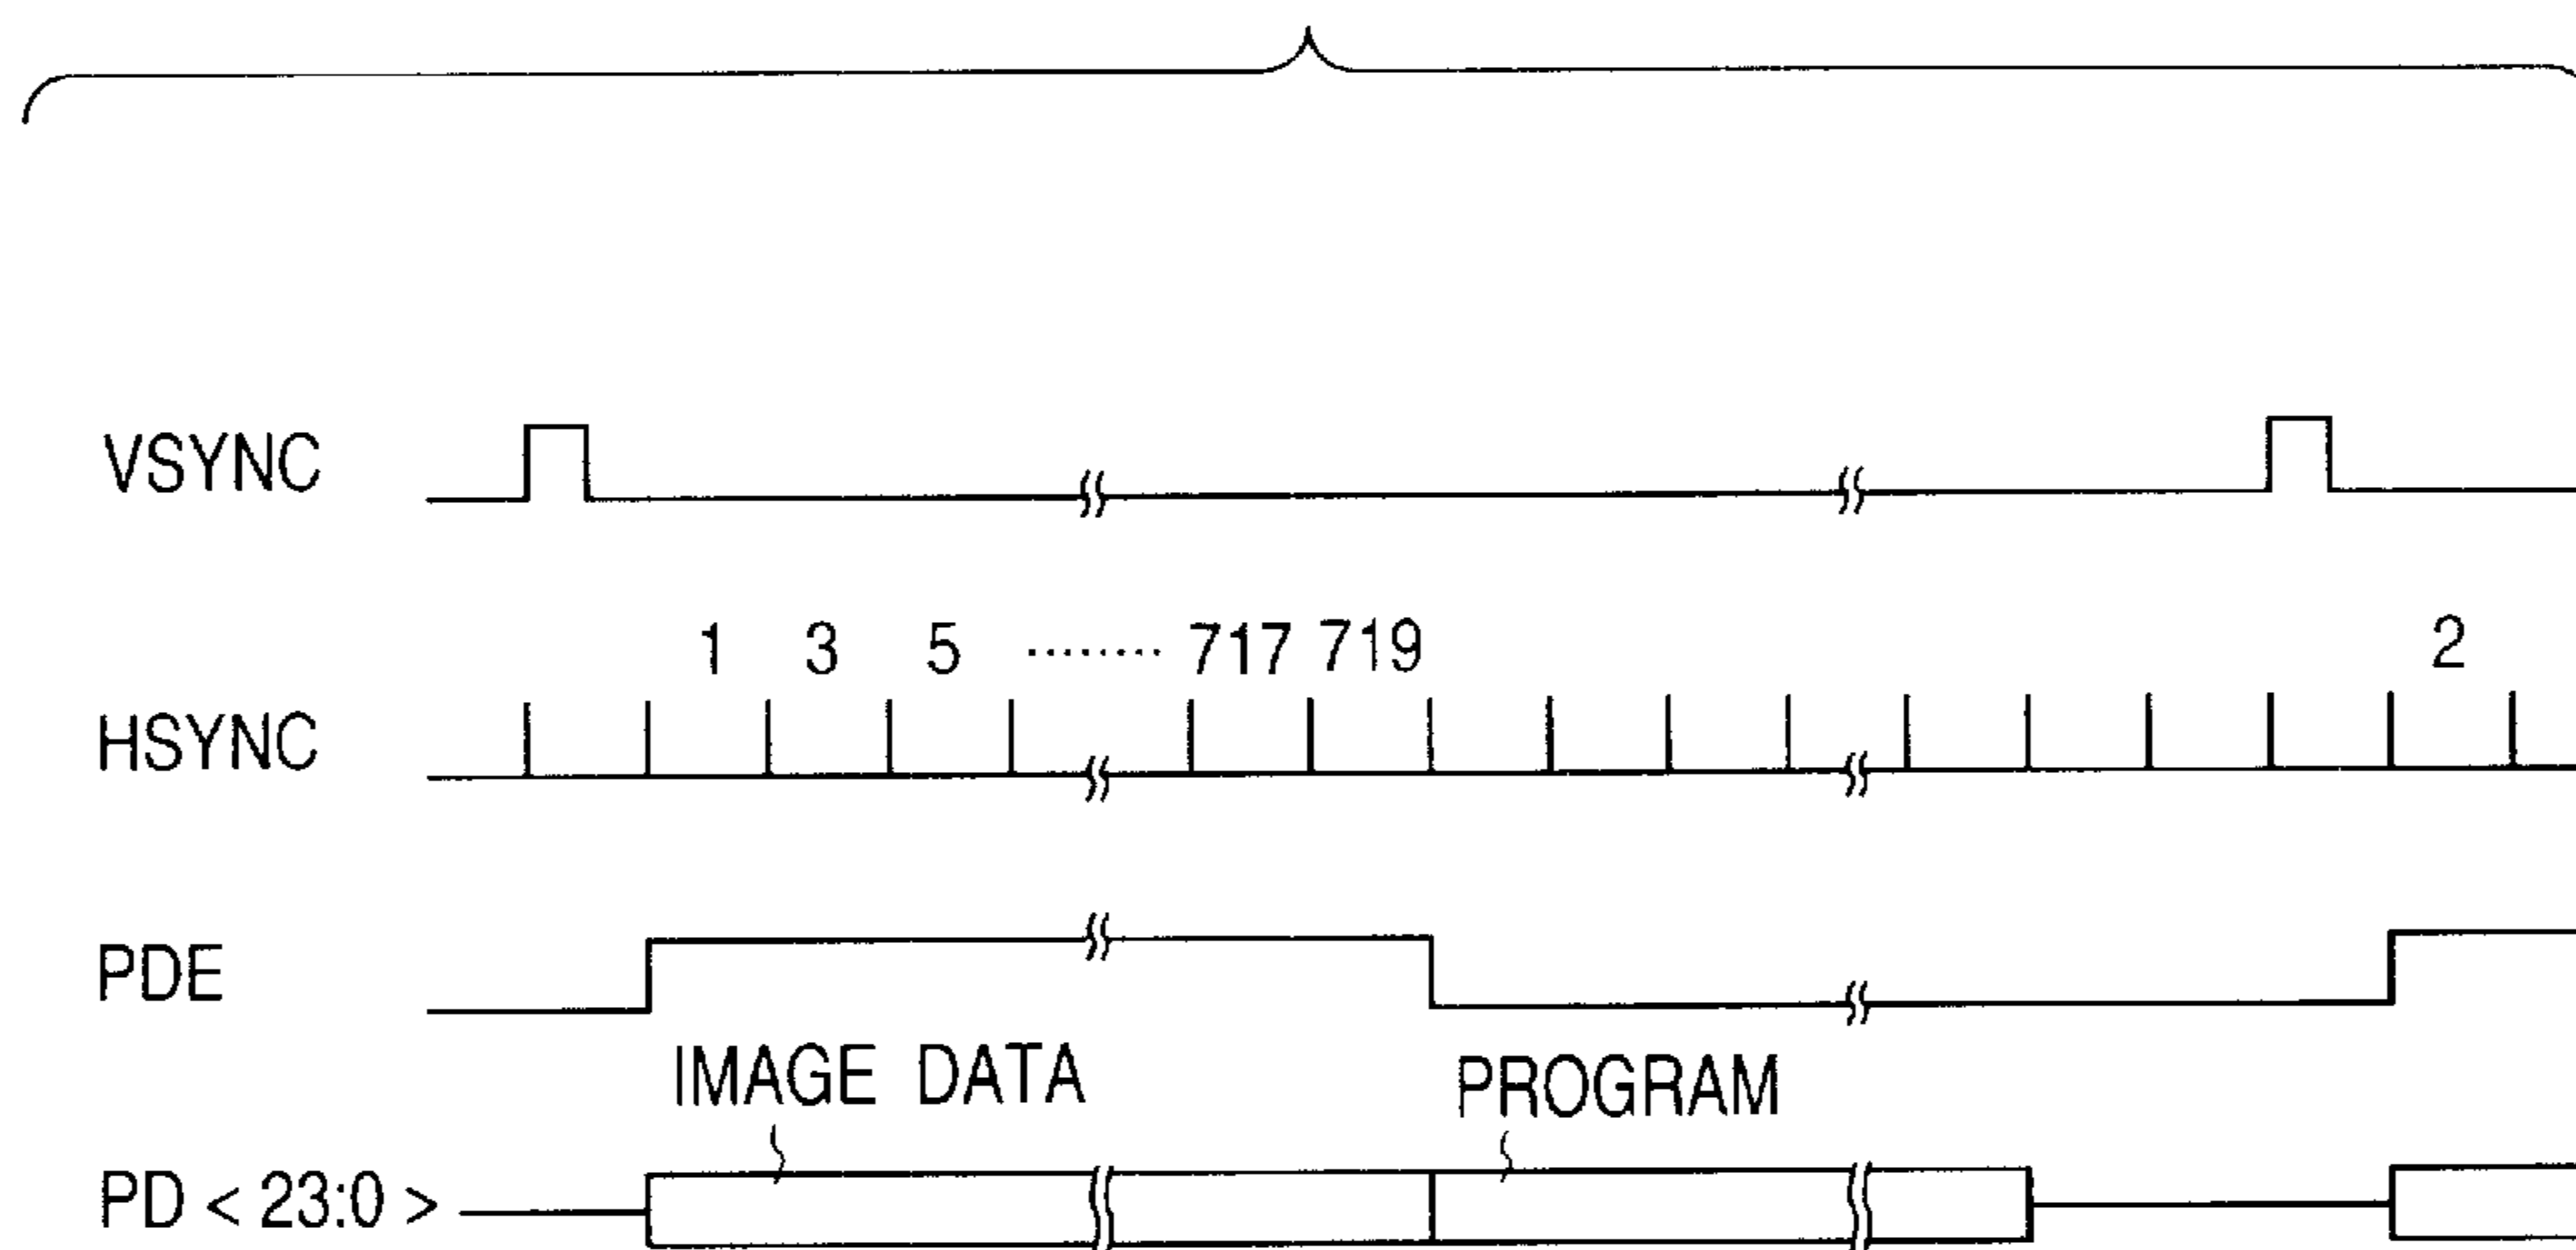 VSYNC
1 3 5 ........ 717 719 2
HSYNC
PDE
IMAGE DATA PROGRAM
PD < 23:0 >